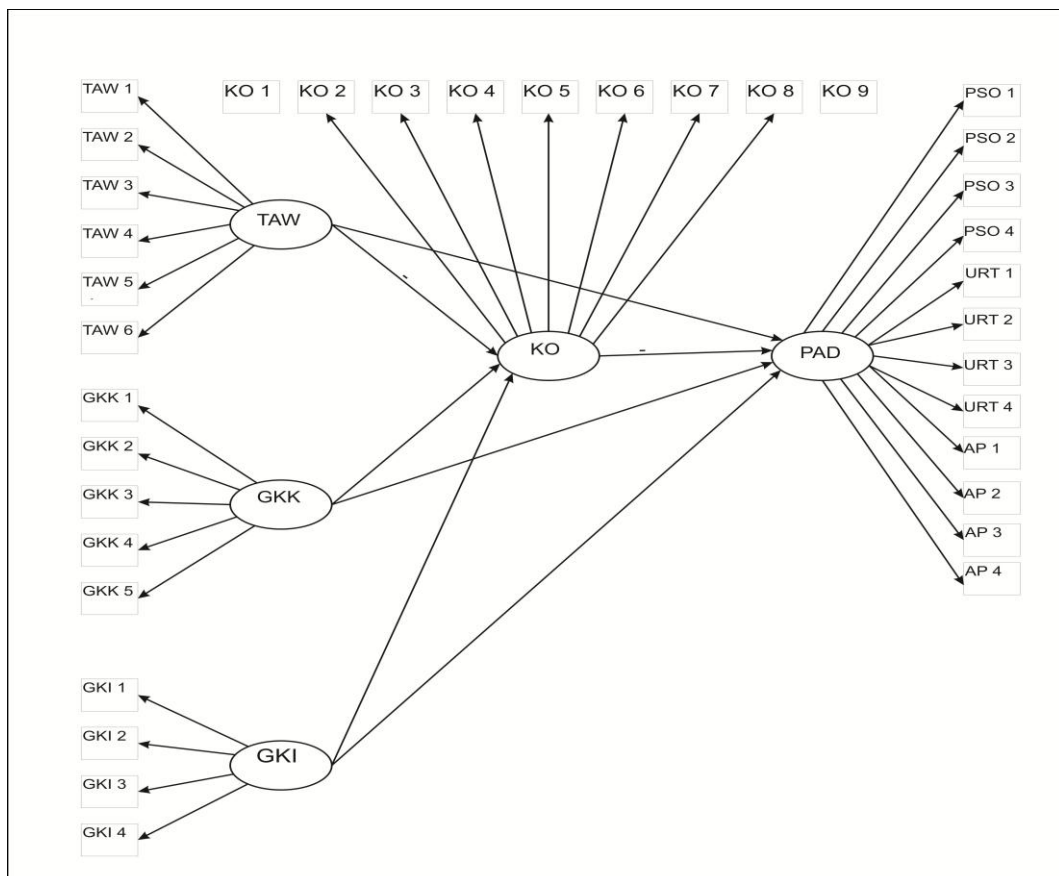 TAW 1
TAW 2
TAW 3
TAW 4
TAW 5
TAW 6
KO 1
KO 2
KO 3
KO 4
KO 5
KO 6
KO 7
KO 8
KO 9
TAW
-
KO
-
PAD
PSO 1
PSO 2
PSO 3
PSO 4
URT 1
URT 2
URT 3
URT 4
AP 1
AP 2
AP 3
AP 4
GKK 1
GKK 2
GKK 3
GKK 4
GKK 5
GKK
GKI 1
GKI 2
GKI 3
GKI 4
GKI